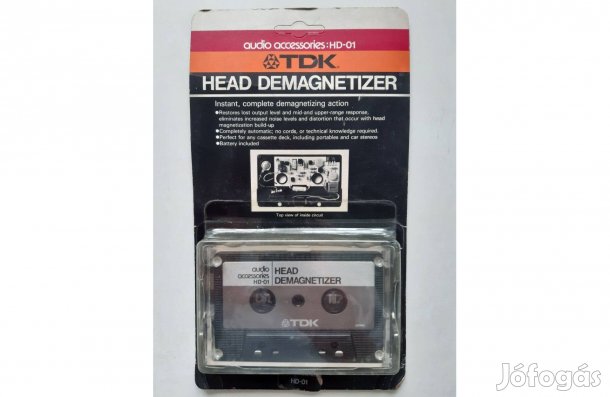 audio accessories:HD-01
TDK
HEAD DEMAGNETIZER
Instant, complete demagnetizing action
●Restores lost output level and mid-and upper-range response,
eliminates increased noise levels and distortion that occur with head
magnetization build-up
●Completely automatic; no cords, or technical knowledge required.
●Perfect for any cassette deck, including portables and car stereos
●Battery included
Top view of inside circuit
audio
accessories
HD-01
HEAD
DEMAGNETIZER
TDK
HD-01
Jófogás